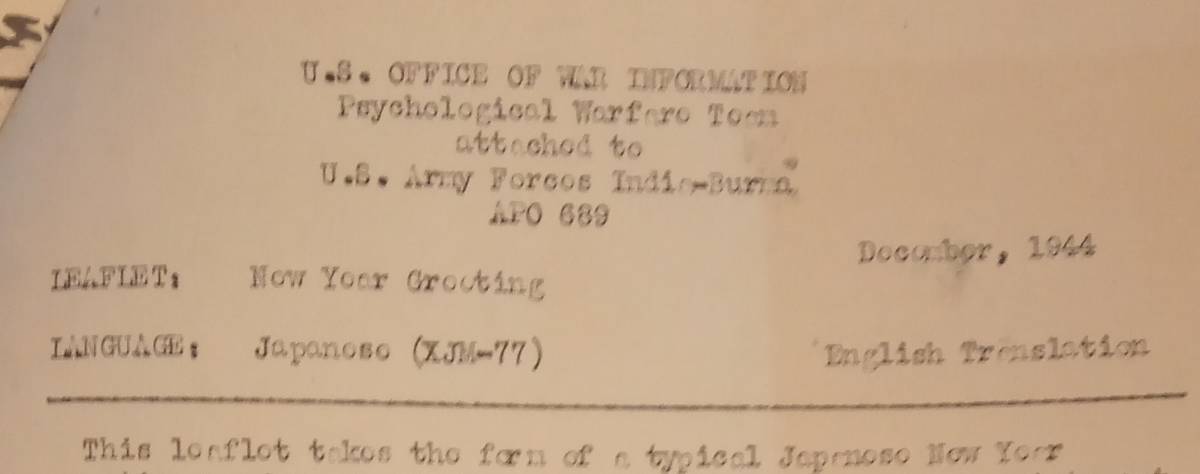 U.S. OFFICE OF WAR INFORMATION
Psychological Warfare Team
attached to
U.S. Army Forces India-Burma
APO 689
December, 1944
LEAFLET: New Year Greeting
LANGUAGE: Japanese (XJM-77)
English Translation
This leaflet takes the form of a typical Japanese New Year